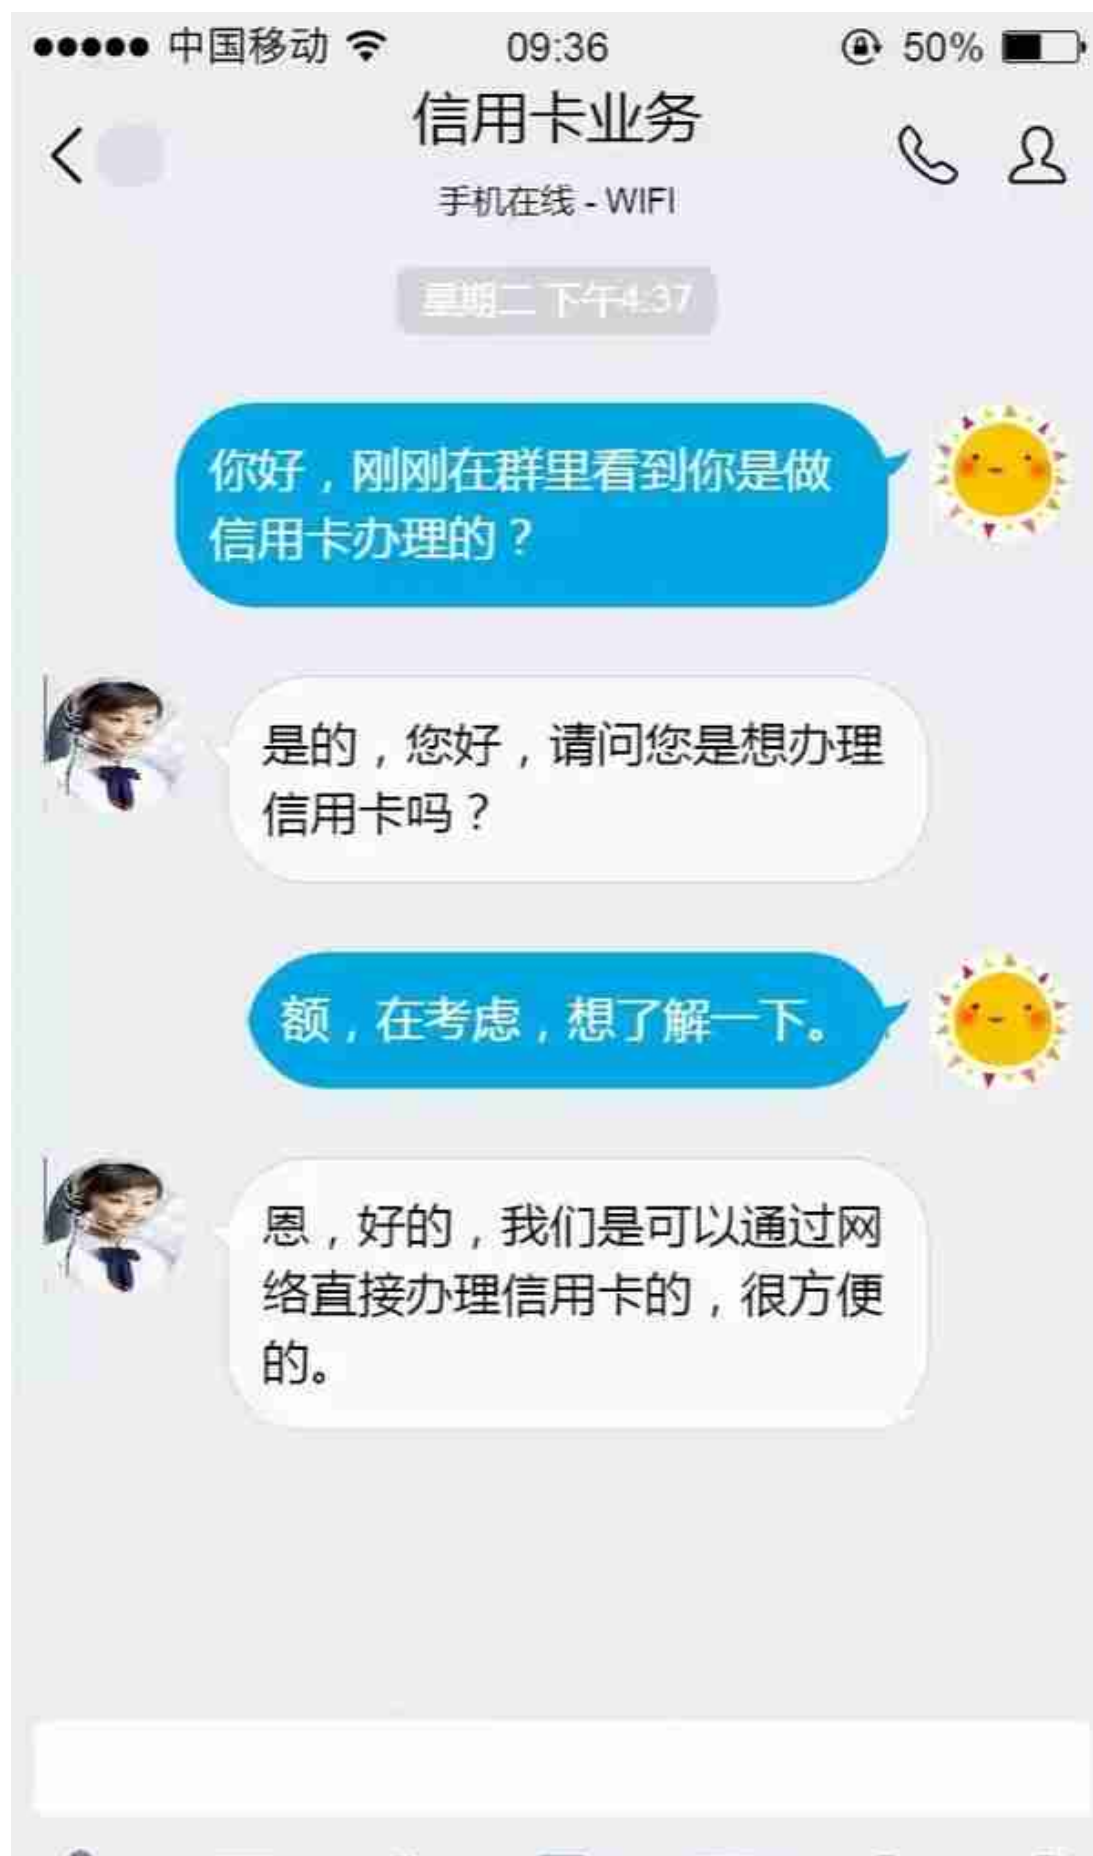 中国移动 09:36 50%
信用卡业务
手机在线 - WIFI
星期二 下午4:37
你好，刚刚在群里看到你是做
信用卡办理的？
是的，您好，请问您是想办理
信用卡吗？
额，在考虑，想了解一下。
恩，好的，我们是可以通过网
络直接办理信用卡的，很方便
的。